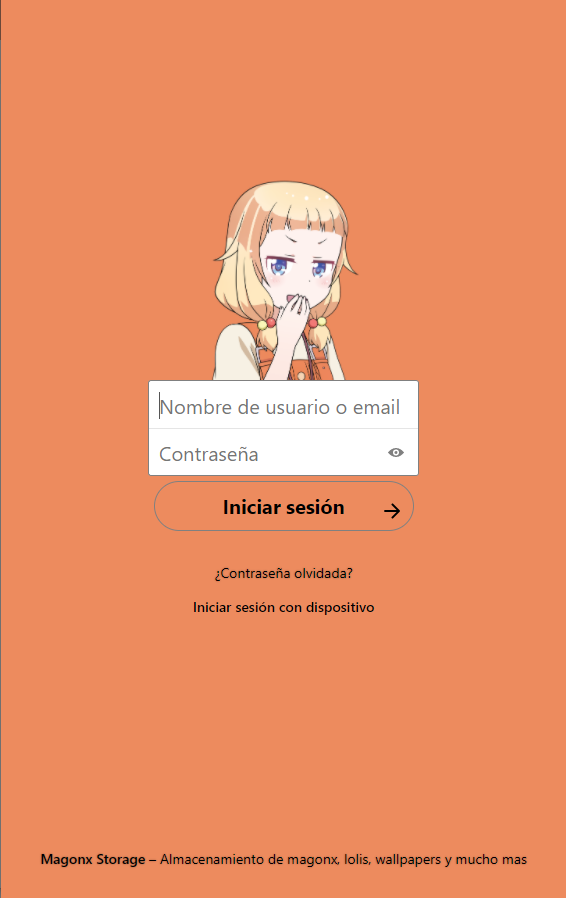 Nombre de usuario o email
Contraseña
Iniciar sesión
¿Contraseña olvidada?
Iniciar sesión con dispositivo
Magonx Storage – Almacenamiento de magonx, lolis, wallpapers y mucho mas